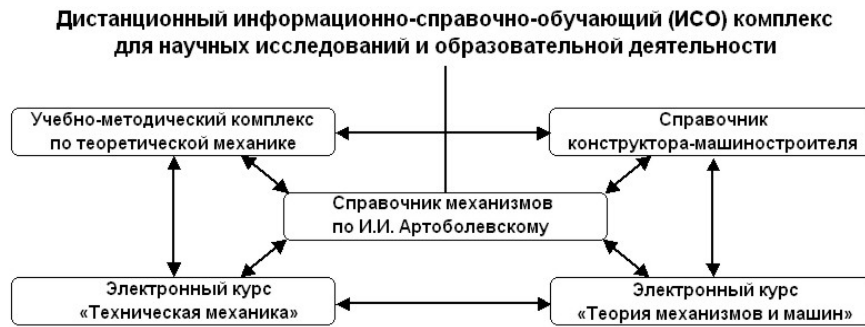 Дистанционный информационно-справочно-обучающий (ИСО) комплекс
для научных исследований и образовательной деятельности
Учебно-методический комплекс
по теоретической механике
Справочник
конструктора-машиностроителя
Справочник механизмов
по И.И. Артоболевскому
Электронный курс
«Техническая механика»
Электронный курс
«Теория механизмов и машин»